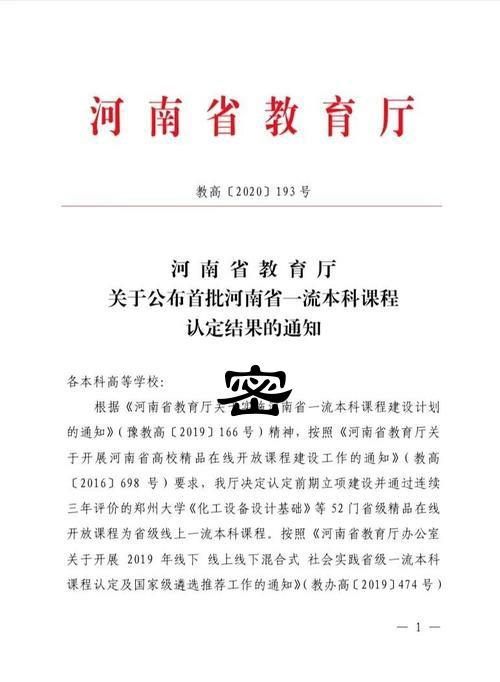 河南省教育厅
教高〔2020〕193号
河南省教育厅
关于公布首批河南省一流本科课程
认定结果的通知
各本科高等学校：
密
根据《河南省教育厅关于实施河南省一流本科课程建设计划
的通知》（豫教高〔2019〕166号）精神，按照《河南省教育厅关
于开展河南省高校精品在线开放课程建设工作的通知》（教高
〔2016〕698 号）要求，我厅决定认定前期立项建设并通过连续
三年评价的郑州大学《化工设备设计基础》等 52 门省级精品在线
开放课程为省级线上一流本科课程。按照《河南省教育厅办公室
关于开展 2019 年线下 线上线下混合式 社会实践省级一流本科
课程认定及国家级遴选推荐工作的通知》（教办高〔2019〕474 号）
— 1 —